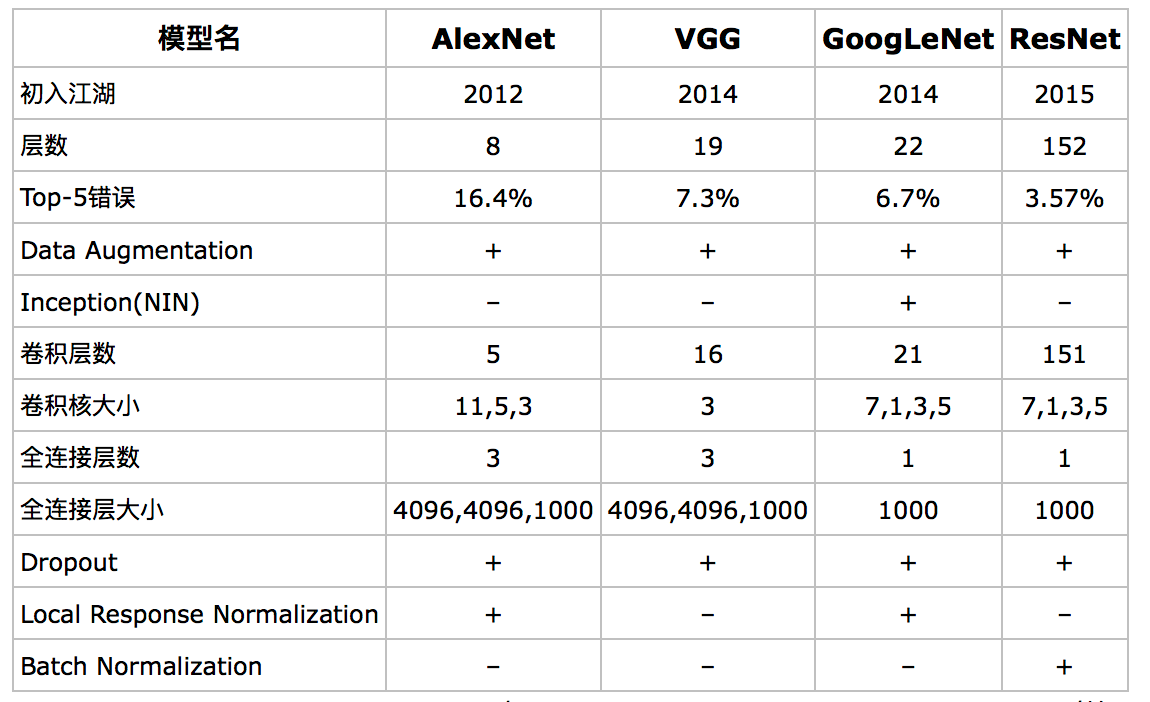 模型名 AlexNet VGG GoogLeNet ResNet
初入江湖 2012 2014 2014 2015
层数 8 19 22 152
Top-5错误 16.4% 7.3% 6.7% 3.57%
Data Augmentation + + + +
Inception(NIN) – – + –
卷积层数 5 16 21 151
卷积核大小 11,5,3 3 7,1,3,5 7,1,3,5
全连接层数 3 3 1 1
全连接层大小 4096,4096,1000 4096,4096,1000 1000 1000
Dropout + + + +
Local Response Normalization + – + –
Batch Normalization – – – +